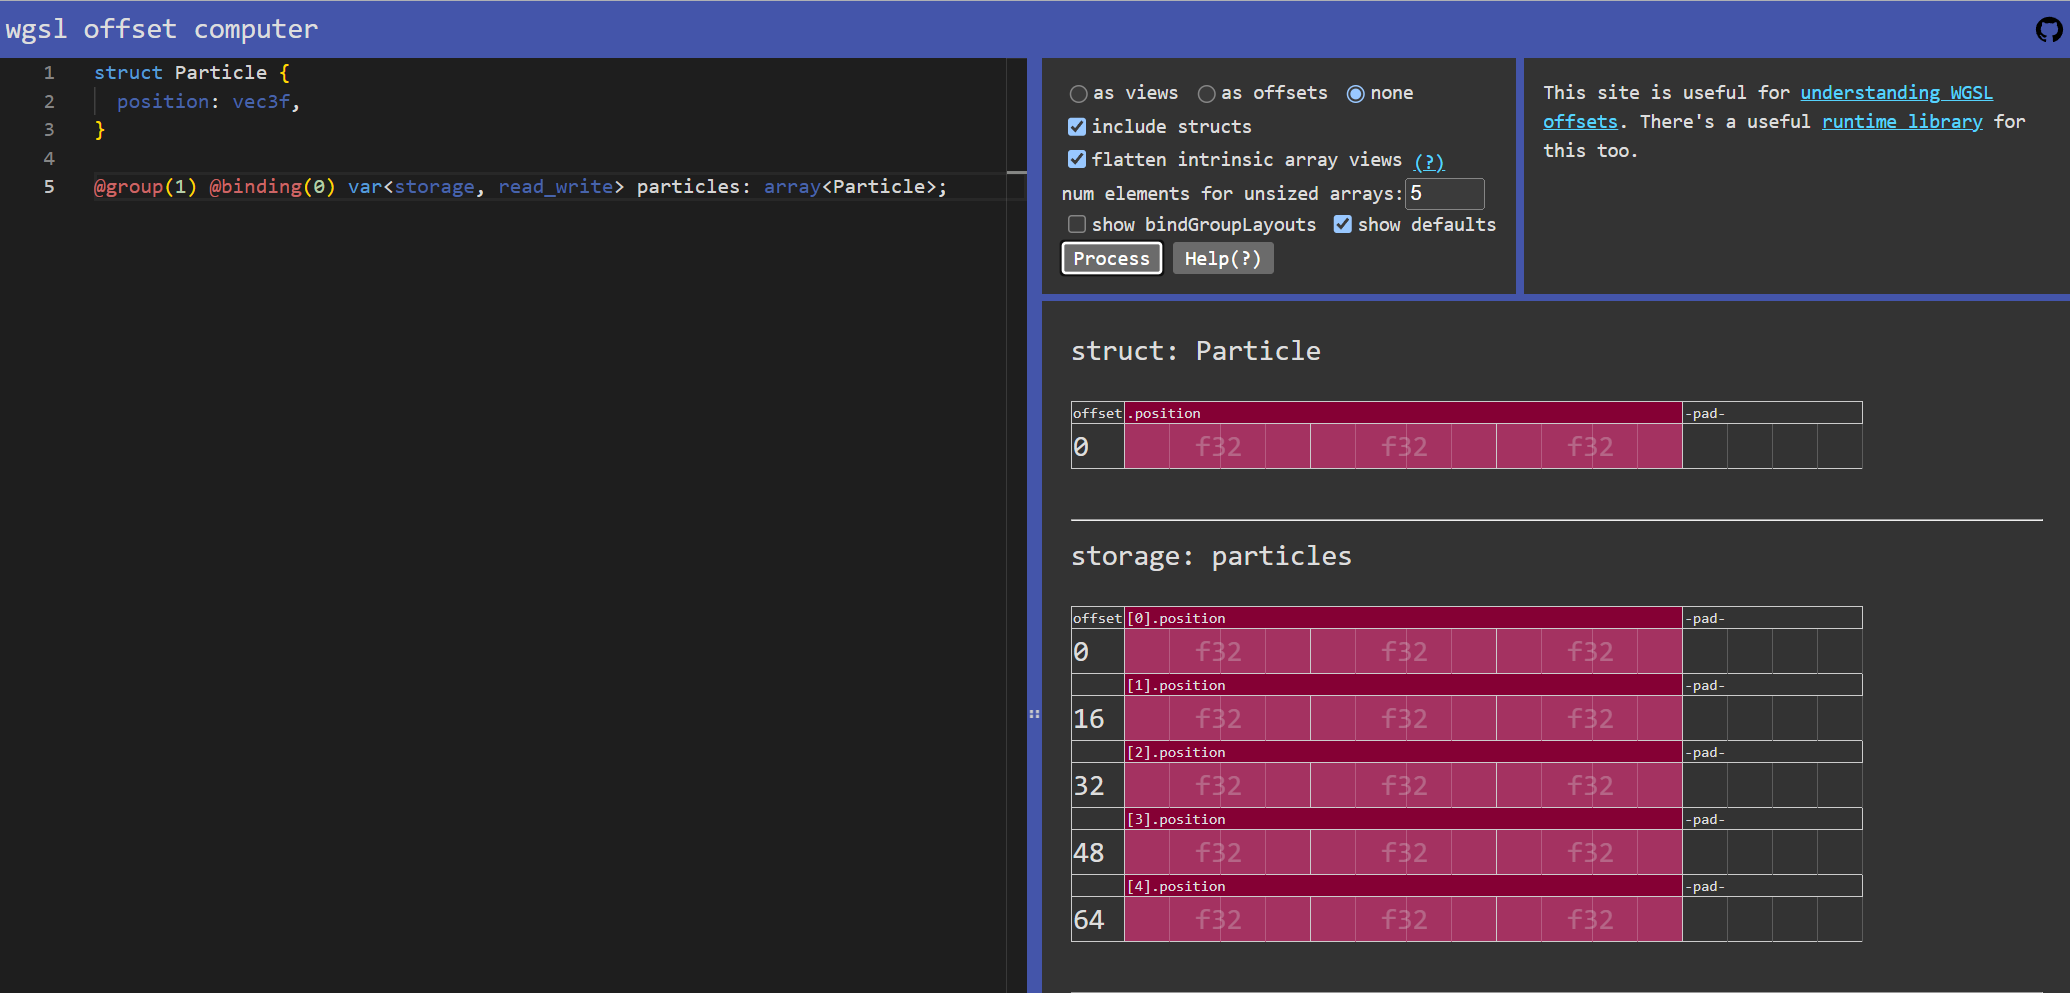 wgsl offset computer
1 struct Particle {
2 position: vec3f,
3 }
4
5 @group(1) @binding(0) var<storage, read_write> particles: array<Particle>;
as views as offsets none
include structs
flatten intrinsic array views (?)
num elements for unsized arrays: 5
show bindGroupLayouts show defaults
Process Help(?)
This site is useful for understanding WGSL
offsets. There's a useful runtime library for
this too.
struct: Particle
offset .position -pad-
0 f32 f32 f32
storage: particles
offset [0].position -pad-
0 f32 f32 f32
[1].position -pad-
16 f32 f32 f32
[2].position -pad-
32 f32 f32 f32
[3].position -pad-
48 f32 f32 f32
[4].position -pad-
64 f32 f32 f32